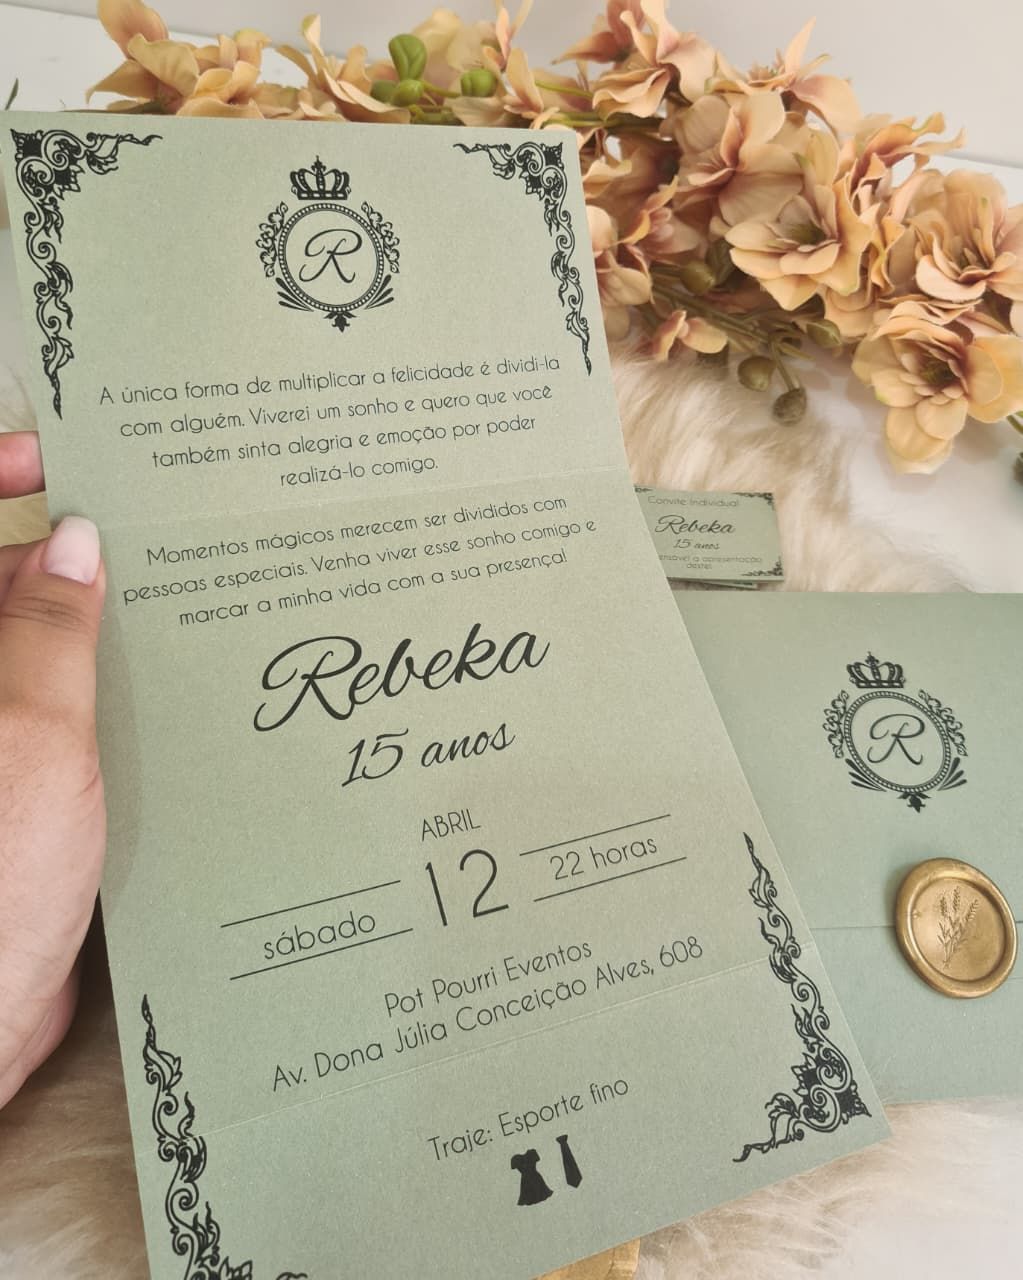 R
A única forma de multiplicar a felicidade é dividi-la
com alguém. Viverei um sonho e quero que você
também sinta alegria e emoção por poder
realizá-lo comigo.
Momentos mágicos merecem ser divididos com
pessoas especiais. Venha viver esse sonho comigo e
marcar a minha vida com a sua presença!
Rebeka
15 anos
ABRIL
sábado 12 22 horas
Pot Pourri Eventos
Av. Dona Júlia Conceição Alves, 608
Traje: Esporte fino
Convite Individual
Rebeka
15 anos
a apresentação
deste!
R